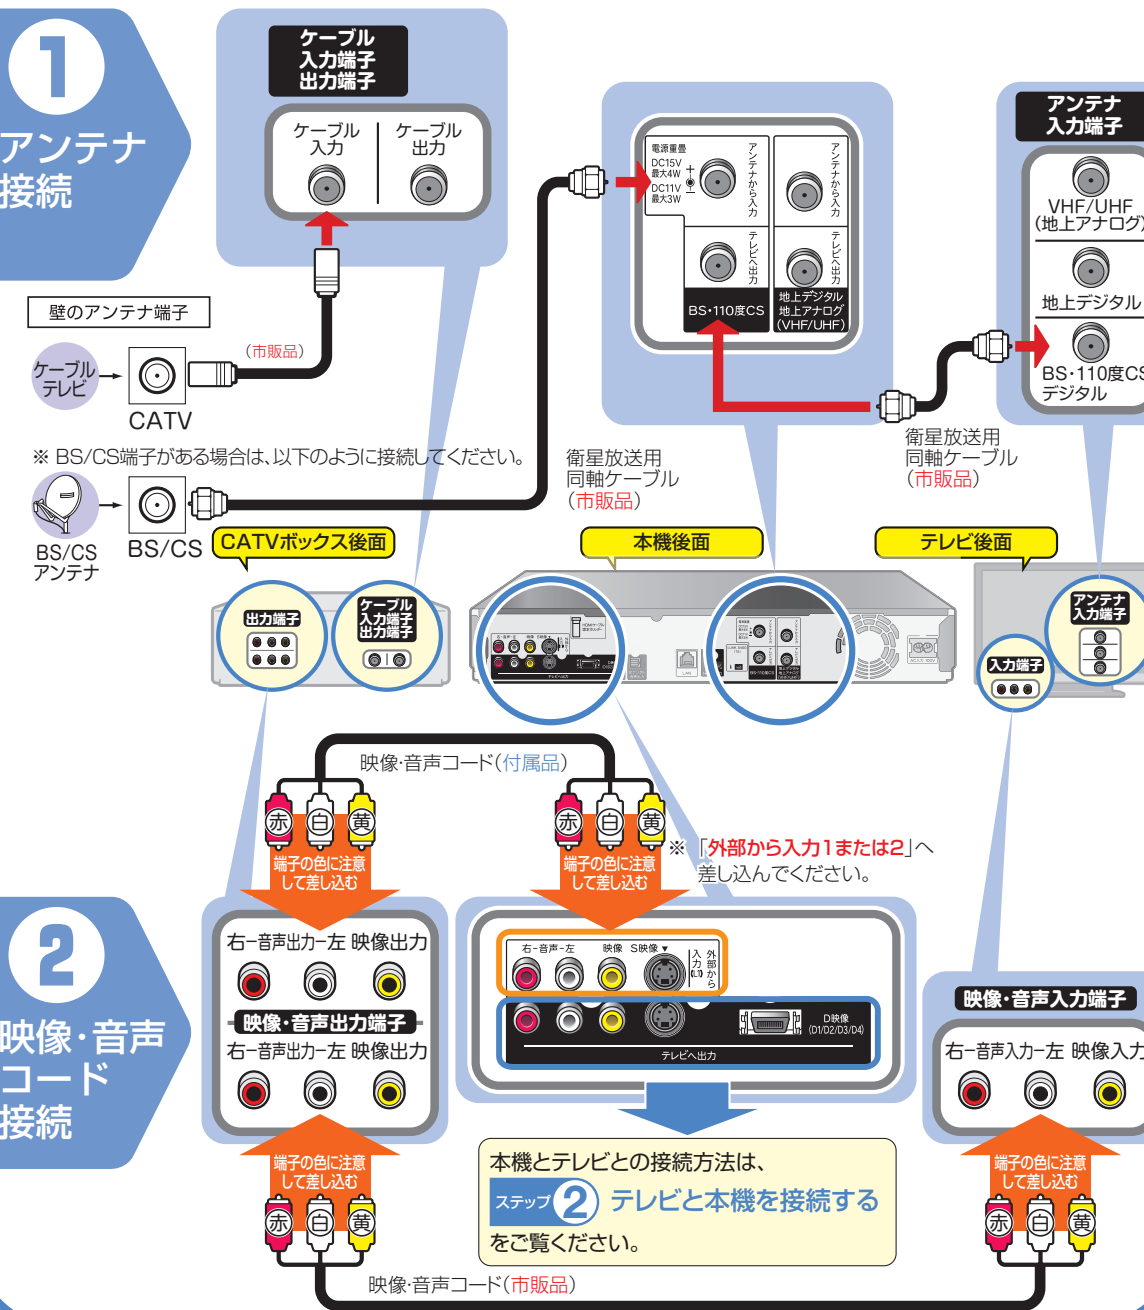 1
アンテナ
接続
ケーブル
入力端子
出力端子
ケーブル
入力
ケーブル
出力
電源重畳
DC15V
最大4W
DC11V
最大3W
アンテナから入力
アンテナから入力
テレビへ出力
テレビへ出力
BS・110度CS
地上デジタル
地上アナログ
(VHF/UHF)
アンテナ
入力端子
VHF/UHF
(地上アナログ)
地上デジタル
BS・110度CS
デジタル
壁のアンテナ端子
ケーブル
テレビ
CATV
(市販品)
※ BS/CS端子がある場合は、以下のように接続してください。
BS/CS
アンテナ
BS/CS
衛星放送用
同軸ケーブル
(市販品)
衛星放送用
同軸ケーブル
(市販品)
CATVボックス後面
本機後面
テレビ後面
出力端子
ケーブル
入力端子
出力端子
LAN
アンテナ
入力端子
入力端子
映像・音声コード(付属品)
赤 白 黄
端子の色に注意
して差し込む
赤 白 黄
端子の色に注意
して差し込む
※「外部から入力1または2」へ
差し込んでください。
2
映像・音声
コード
接続
右-音声出力-左 映像出力
映像・音声出力端子
右-音声出力-左 映像出力
右-音声-左 映像 S映像▼
外部から
入力(L1)
D映像
(D1/D2/D3/D4)
テレビへ出力
映像・音声入力端子
右-音声入力-左 映像入力
端子の色に注意
して差し込む
赤 白 黄
本機とテレビとの接続方法は、
ステップ2 テレビと本機を接続する
をご覧ください。
端子の色に注意
して差し込む
赤 白 黄
映像・音声コード(市販品)